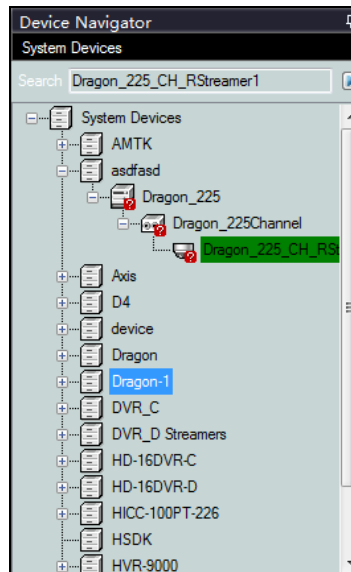 Device Navigator
System Devices
Search Dragon_225_CH_RStreamer1
System Devices
AMTK
asdfasd
Dragon_225
Dragon_225Channel
Dragon_225_CH_RSt
Axis
D4
device
Dragon
Dragon-1
DVR_C
DVR_D Streamers
HD-16DVR-C
HD-16DVR-D
HICC-100PT-226
HSDK
HVR-9000